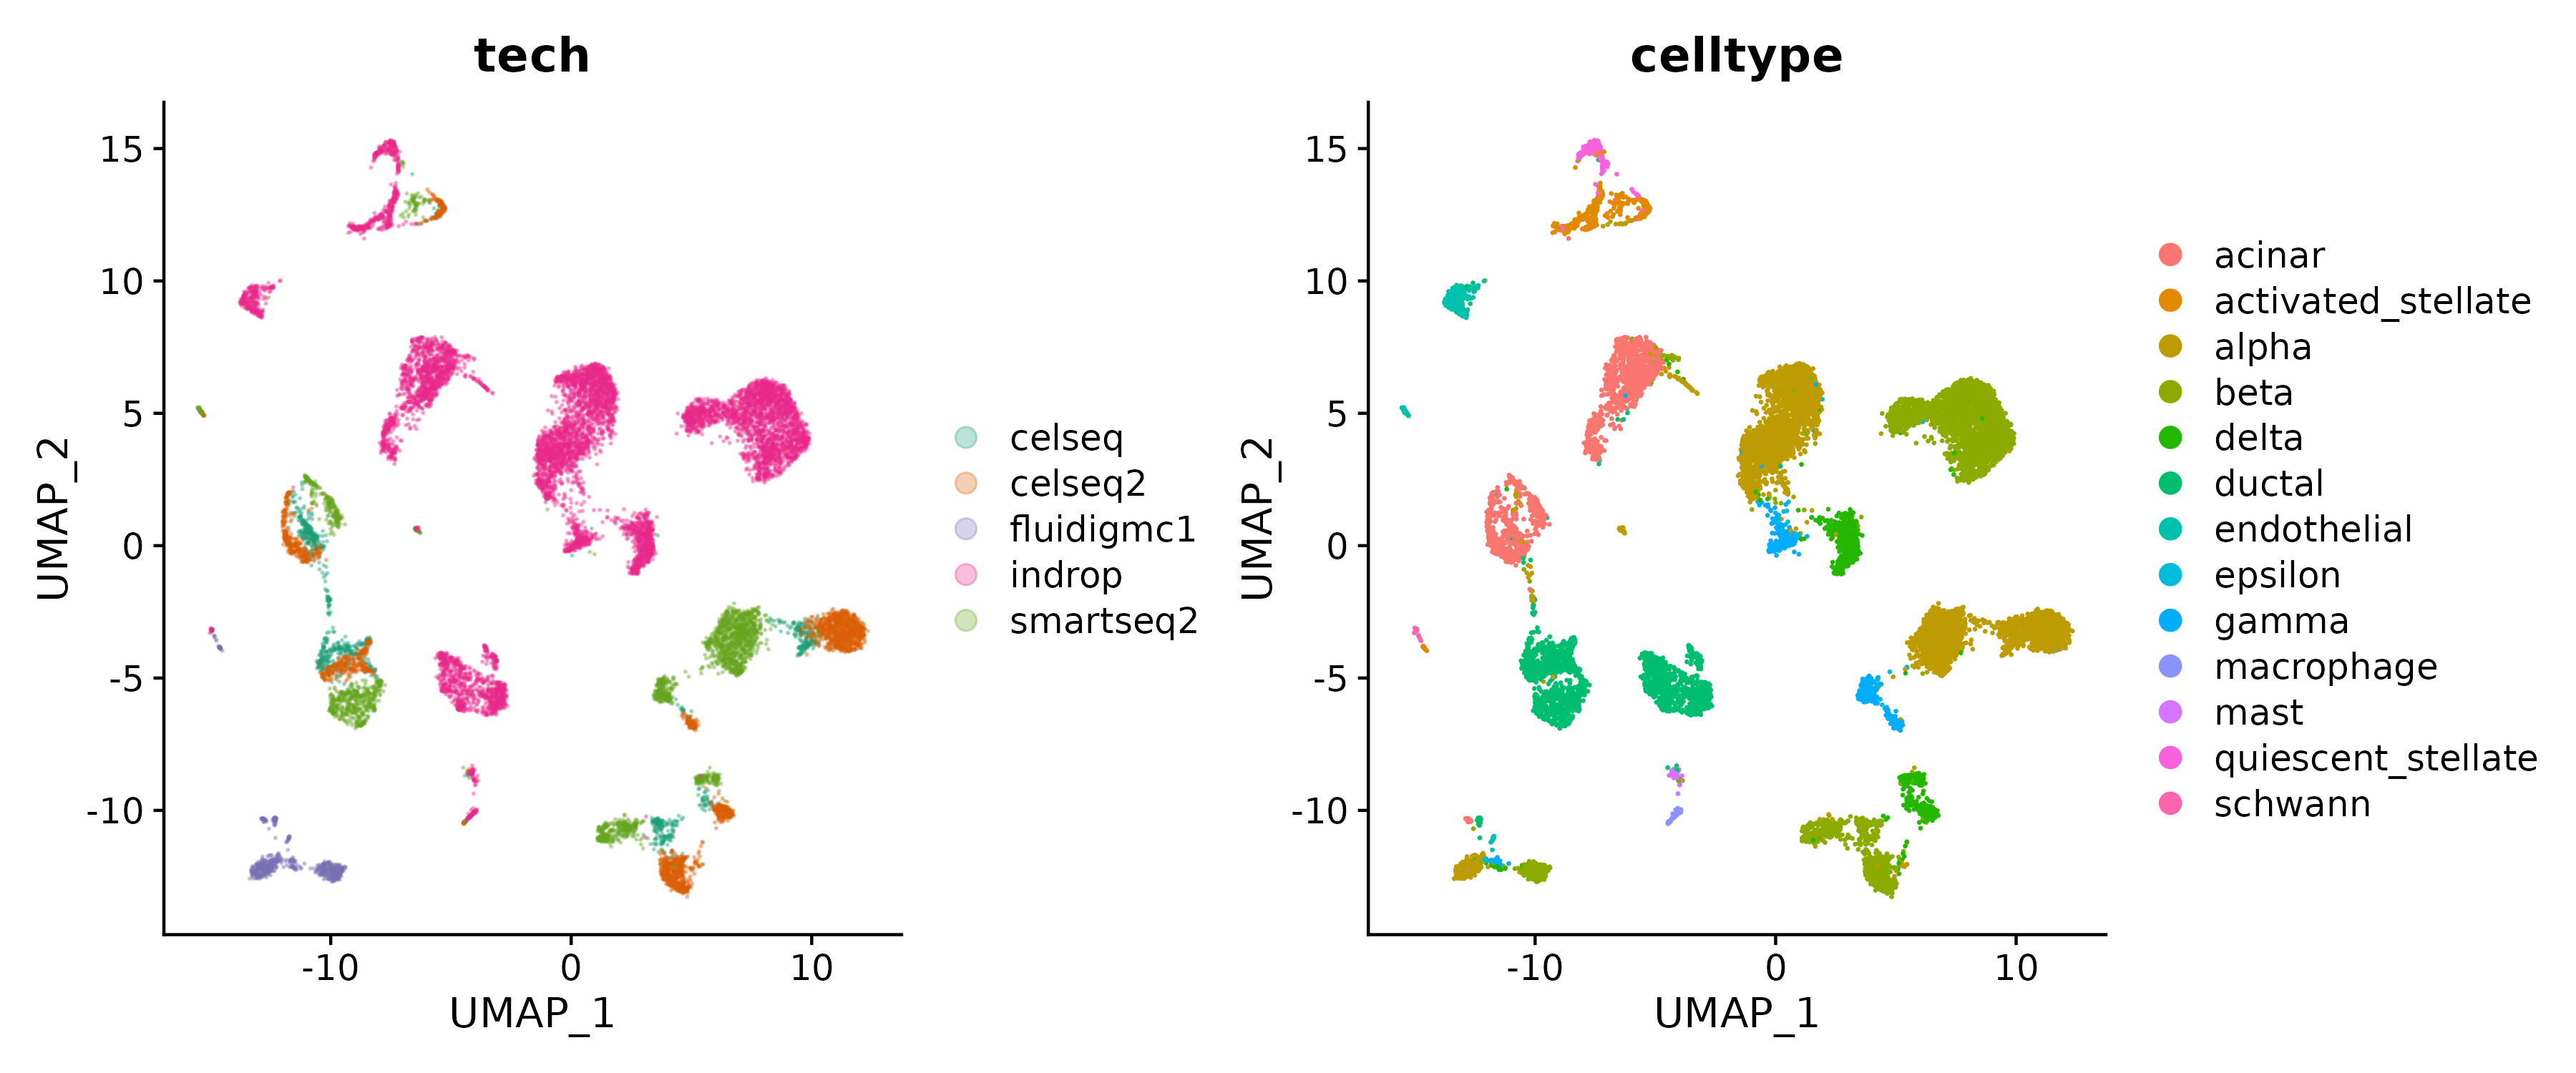 tech
15
10
5
0
-5
-10
UMAP_2
-10
0
10
UMAP_1
celseq
celseq2
fluidigmc1
indrop
smartseq2
celltype
15
10
5
0
-5
-10
UMAP_2
-10
0
10
UMAP_1
acinar
activated_stellate
alpha
beta
delta
ductal
endothelial
epsilon
gamma
macrophage
mast
quiescent_stellate
schwann